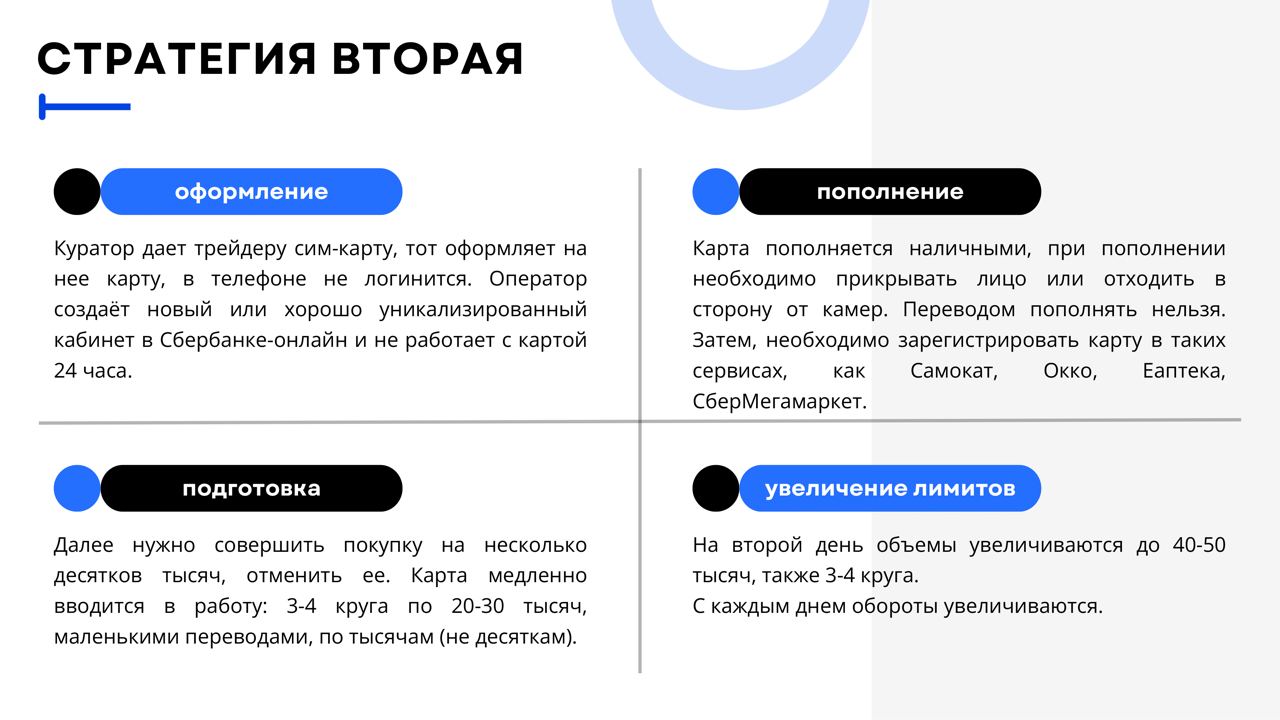 СТРАТЕГИЯ ВТОРАЯ
оформление
Куратор дает трейдеру сим-карту, тот оформляет на
нее карту, в телефоне не логинится. Оператор
создаёт новый или хорошо уникализированный
кабинет в Сбербанке-онлайн и не работает с картой
24 часа.
пополнение
Карта пополняется наличными, при пополнении
необходимо прикрывать лицо или отходить в
сторону от камер. Переводом пополнять нельзя.
Затем, необходимо зарегистрировать карту в таких
сервисах, как Самокат, Окко, Еаптека,
СберМегамаркет.
подготовка
Далее нужно совершить покупку на несколько
десятков тысяч, отменить ее. Карта медленно
вводится в работу: 3-4 круга по 20-30 тысяч,
маленькими переводами, по тысячам (не десяткам).
увеличение лимитов
На второй день объемы увеличиваются до 40-50
тысяч, также 3-4 круга.
С каждым днем обороты увеличиваются.